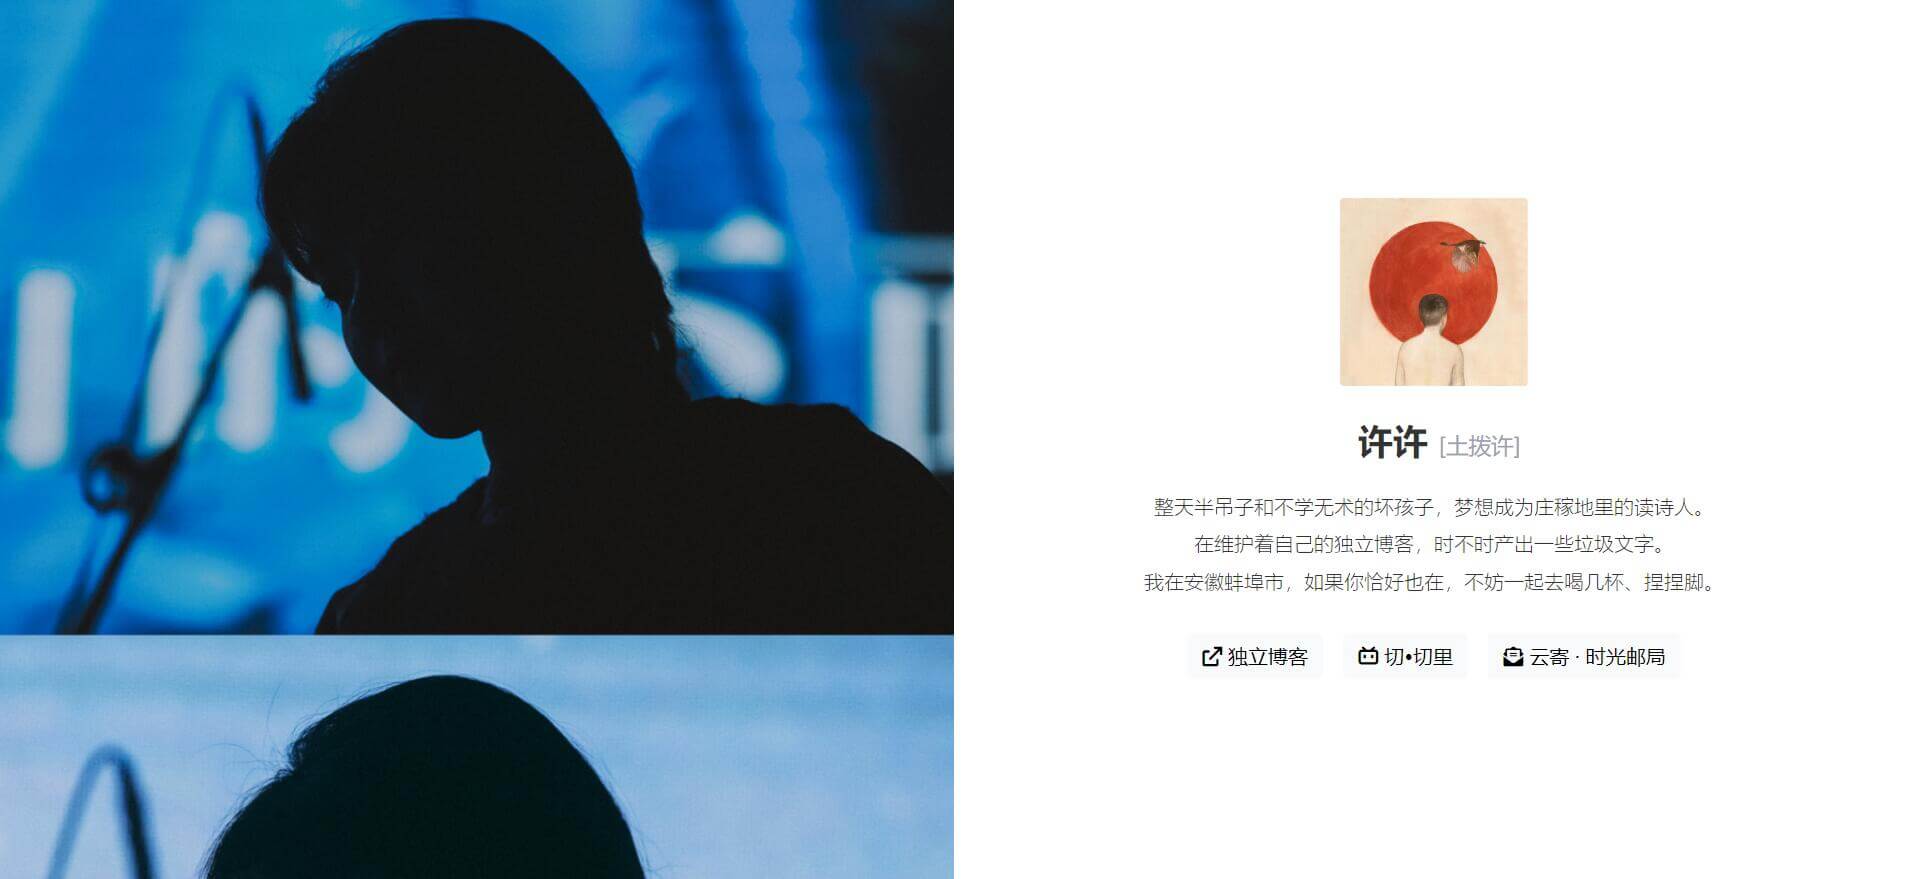 许许 [土拨许]
整天半吊子和不学无术的坏孩子，梦想成为庄稼地里的读诗人。
在维护着自己的独立博客，时不时产出一些垃圾文字。
我在安徽蚌埠市，如果你恰好也在，不妨一起去喝几杯、捏捏脚。
独立博客 切•切里 云寄 · 时光邮局